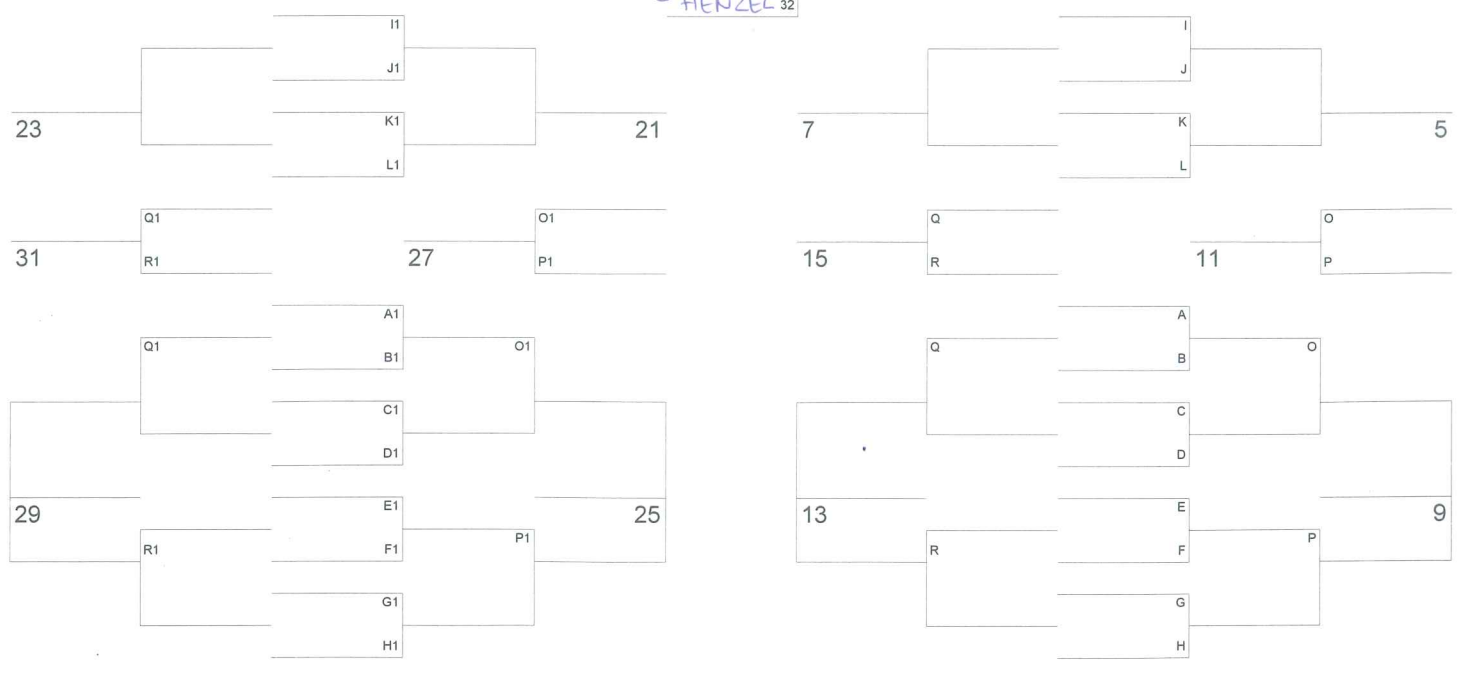 HENZEL 32
I1 I
J1 J
23 K1 21 7 K 5
L1 L
Q1 O1 Q O
31 R1 27 P1 15 R 11 P
A1 A
Q1 B1 O1 Q B O
C1 C
D1 D
29 E1 25 13 E 9
R1 F1 P1 R F P
G1 G
H1 H